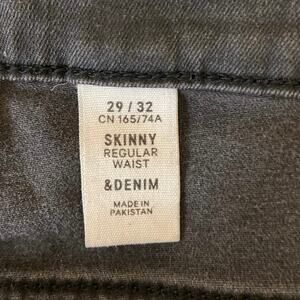 29 / 32
CN 165/74A
SKINNY
REGULAR
WAIST
&DENIM
MADE IN
PAKISTAN